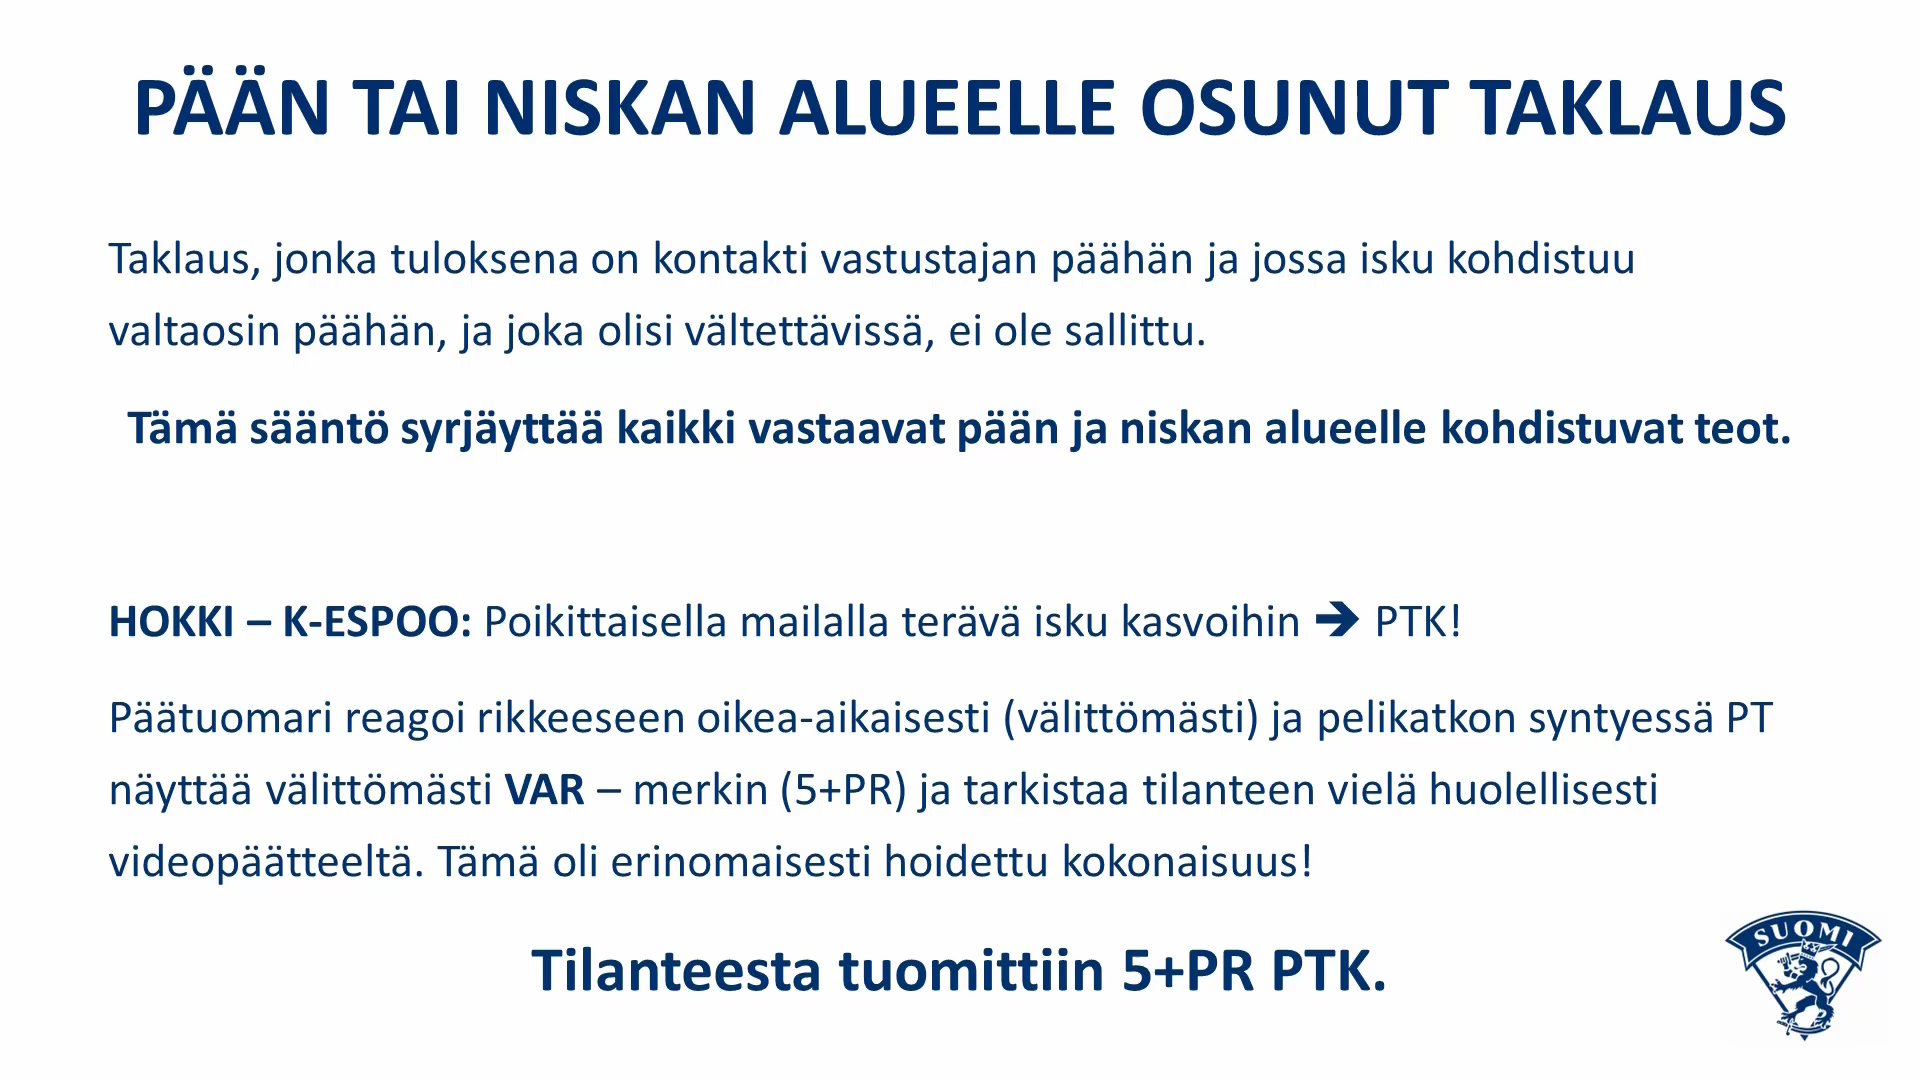 PÄÄN TAI NISKAN ALUEELLE OSUNUT TAKLAUS
Taklaus, jonka tuloksena on kontakti vastustajan päähän ja jossa isku kohdistuu
valtaosin päähän, ja joka olisi vältettävissä, ei ole sallittu.
Tämä sääntö syrjäyttää kaikki vastaavat pään ja niskan alueelle kohdistuvat teot.
HOKKI – K-ESPOO: Poikittaisella mailalla terävä isku kasvoihin ➔ PTK!
Päätuomari reagoi rikkeeseen oikea-aikaisesti (välittömästi) ja pelikatkon syntyessä PT
näyttää välittömästi VAR – merkin (5+PR) ja tarkistaa tilanteen vielä huolellisesti
videopäätteeltä. Tämä oli erinomaisesti hoidettu kokonaisuus!
Tilanteesta tuomittiin 5+PR PTK.
SUOMI